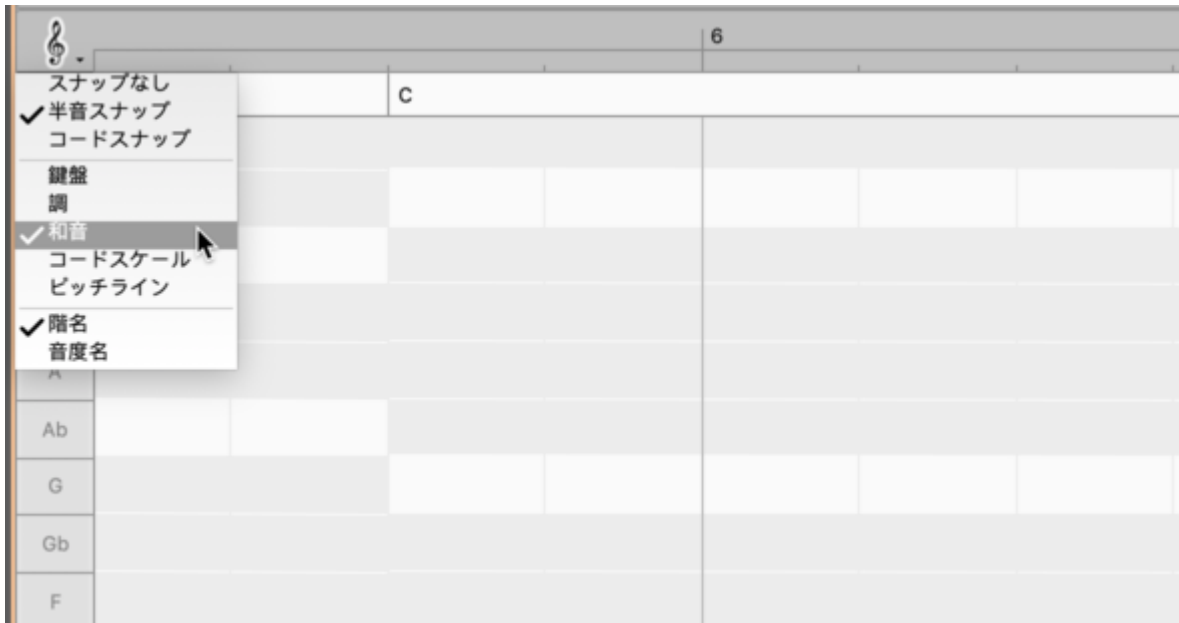 6
C
スナップなし
半音スナップ
コードスナップ
鍵盤
調
和音
コードスケール
ピッチライン
階名
音度名
A
Ab
G
Gb
F